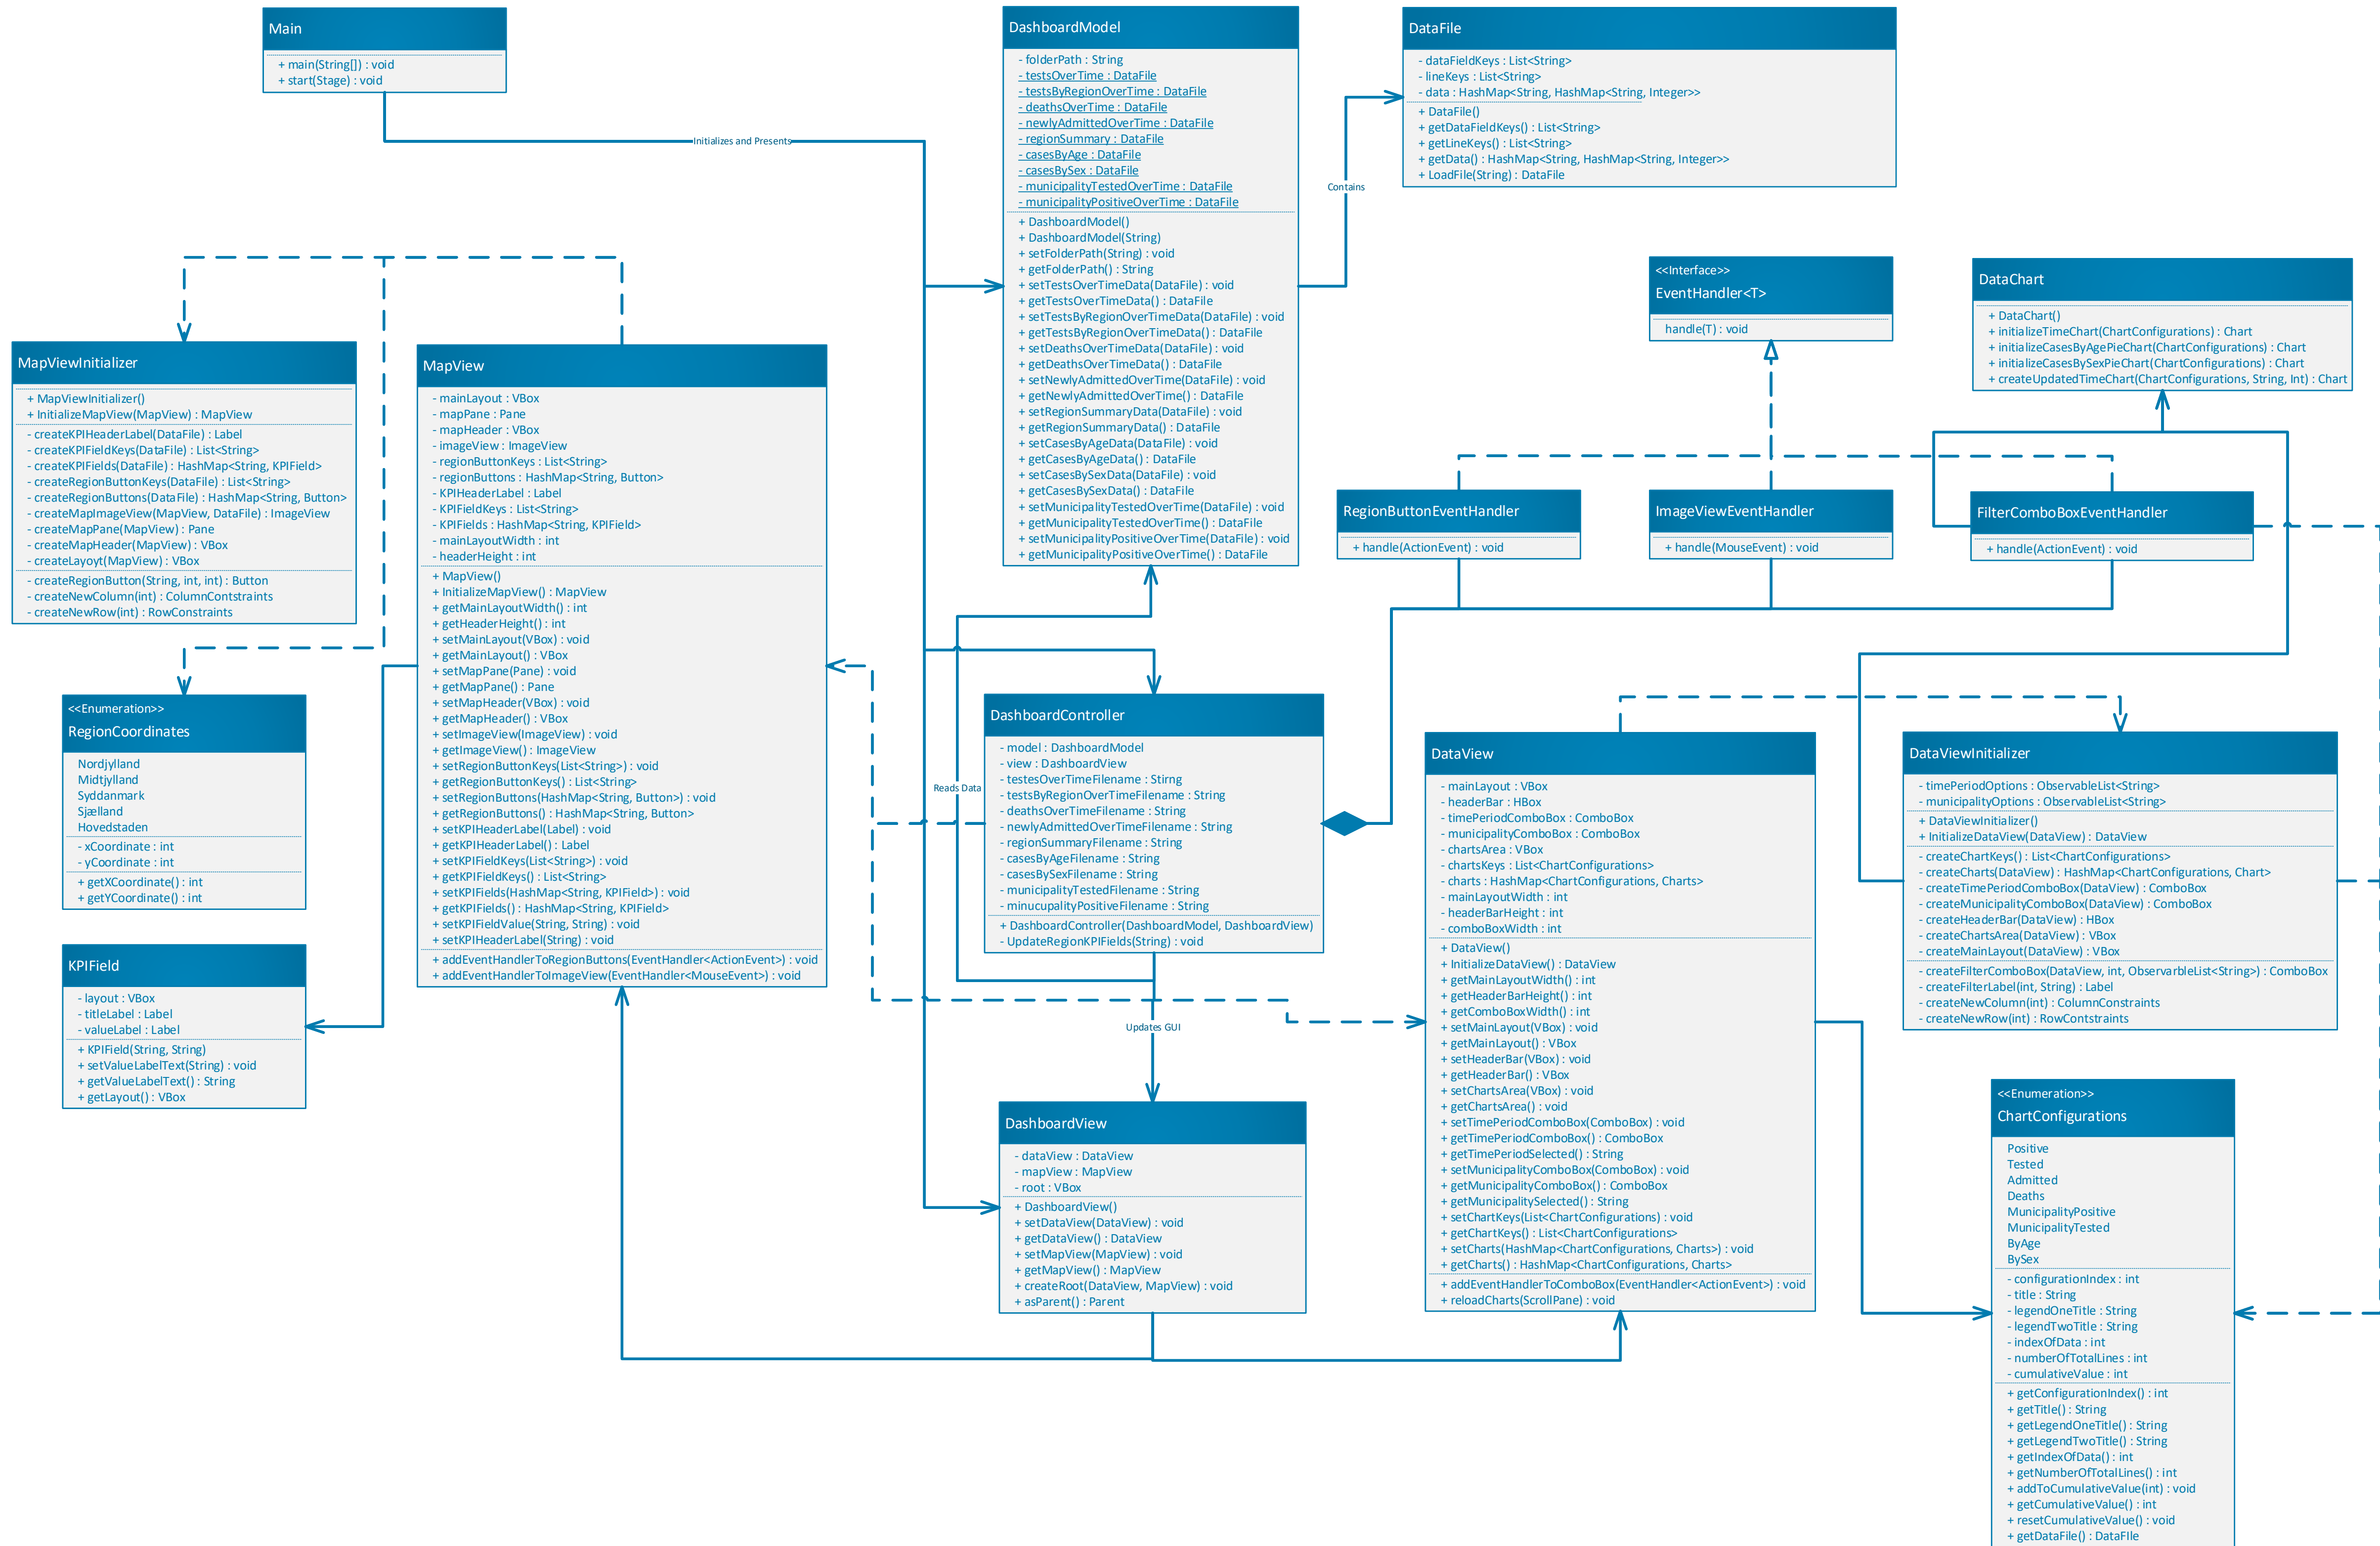 Main
+ main(String[]) : void
+ start(Stage) : void
Initializes and Presents
DashboardModel
- folderPath : String
- testsOverTime : DataFile
- testsByRegionOverTime : DataFile
- deathsOverTime : DataFile
- newlyAdmittedOverTime : DataFile
- regionSummary : DataFile
- casesByAge : DataFile
- casesBySex : DataFile
- municipalityTestedOverTime : DataFile
- municipalityPositiveOverTime : DataFile
+ DashboardModel()
+ DashboardModel(String)
+ setFolderPath(String) : void
+ getFolderPath() : String
+ setTestsOverTimeData(DataFile) : void
+ getTestsOverTimeData() : DataFile
+ setTestsByRegionOverTimeData(DataFile) : void
+ getTestsByRegionOverTimeData() : DataFile
+ setDeathsOverTimeData(DataFile) : void
+ getDeathsOverTimeData() : DataFile
+ setNewlyAdmittedOverTime(DataFile) : void
+ getNewlyAdmittedOverTime() : DataFile
+ setRegionSummaryData(DataFile) : void
+ getRegionSummaryData() : DataFile
+ setCasesByAgeData(DataFile) : void
+ getCasesByAgeData() : DataFile
+ setCasesBySexData(DataFile) : void
+ getCasesBySexData() : DataFile
+ setMunicipalityTestedOverTime(DataFile) : void
+ getMunicipalityTestedOverTime() : DataFile
+ setMunicipalityPositiveOverTime(DataFile) : void
+ getMunicipalityPositiveOverTime() : DataFile
Contains
DataFile
- dataFieldKeys : List<String>
- lineKeys : List<String>
- data : HashMap<String, HashMap<String, Integer>>
+ DataFile()
+ getDataFieldKeys() : List<String>
+ getLineKeys() : List<String>
+ getData() : HashMap<String, HashMap<String, Integer>>
+ LoadFile(String) : DataFile
<<Interface>>
EventHandler<T>
handle(T) : void
DataChart
+ DataChart()
+ initializeTimeChart(ChartConfigurations) : Chart
+ initializeCasesByAgePieChart(ChartConfigurations) : Chart
+ initializeCasesBySexPieChart(ChartConfigurations) : Chart
+ createUpdatedTimeChart(ChartConfigurations, String, Int) : Chart
MapViewInitializer
+ MapViewInitializer()
+ InitializeMapView(MapView) : MapView
- createKPIHeaderLabel(DataFile) : Label
- createKPIFieldKeys(DataFile) : List<String>
- createKPIFields(DataFile) : HashMap<String, KPIField>
- createRegionButtonKeys(DataFile) : List<String>
- createRegionButtons(DataFile) : HashMap<String, Button>
- createMapImageView(MapView, DataFile) : ImageView
- createMapPane(MapView) : Pane
- createMapHeader(MapView) : VBox
- createLayoyt(MapView) : VBox
- createRegionButton(String, int, int) : Button
- createNewColumn(int) : ColumnContstraints
- createNewRow(int) : RowConstraints
MapView
- mainLayout : VBox
- mapPane : Pane
- mapHeader : VBox
- imageView : ImageView
- regionButtonKeys : List<String>
- regionButtons : HashMap<String, Button>
- KPIHeaderLabel : Label
- KPIFieldKeys : List<String>
- KPIFields : HashMap<String, KPIField>
- mainLayoutWidth : int
- headerHeight : int
+ MapView()
+ InitializeMapView() : MapView
+ getMainLayoutWidth() : int
+ getHeaderHeight() : int
+ setMainLayout(VBox) : void
+ getMainLayout() : VBox
+ setMapPane(Pane) : void
+ getMapPane() : Pane
+ setMapHeader(VBox) : void
+ getMapHeader() : VBox
+ setImageView(ImageView) : void
+ getImageView() : ImageView
+ setRegionButtonKeys(List<String>) : void
+ getRegionButtonKeys() : List<String>
+ setRegionButtons(HashMap<String, Button>) : void
+ getRegionButtons() : HashMap<String, Button>
+ setKPIHeaderLabel(Label) : void
+ getKPIHeaderLabel() : Label
+ setKPIFieldKeys(List<String>) : void
+ getKPIFieldKeys() : List<String>
+ setKPIFields(HashMap<String, KPIField>) : void
+ getKPIFields() : HashMap<String, KPIField>
+ setKPIFieldValue(String, String) : void
+ setKPIHeaderLabel(String) : void
+ addEventHandlerToRegionButtons(EventHandler<ActionEvent>) : void
+ addEventHandlerToImageView(EventHandler<MouseEvent>) : void
RegionButtonEventHandler
+ handle(ActionEvent) : void
ImageViewEventHandler
+ handle(MouseEvent) : void
FilterComboBoxEventHandler
+ handle(ActionEvent) : void
<<Enumeration>>
RegionCoordinates
Nordjylland
Midtjylland
Syddanmark
Sjælland
Hovedstaden
- xCoordinate : int
- yCoordinate : int
+ getXCoordinate() : int
+ getYCoordinate() : int
KPIField
- layout : VBox
- titleLabel : Label
- valueLabel : Label
+ KPIField(String, String)
+ setValueLabelText(String) : void
+ getValueLabelText() : String
+ getLayout() : VBox
Reads Data
DashboardController
- model : DashboardModel
- view : DashboardView
- testesOverTimeFilename : Stirng
- testsByRegionOverTimeFilename : String
- deathsOverTimeFilename : String
- newlyAdmittedOverTimeFilename : String
- regionSummaryFilename : String
- casesByAgeFilename : String
- casesBySexFilename : String
- municipalityTestedFilename : String
- minucupalityPositiveFilename : String
+ DashboardController(DashboardModel, DashboardView)
- UpdateRegionKPIFields(String) : void
Updates GUI
DashboardView
- dataView : DataView
- mapView : MapView
- root : VBox
+ DashboardView()
+ setDataView(DataView) : void
+ getDataView() : DataView
+ setMapView(MapView) : void
+ getMapView() : MapView
+ createRoot(DataView, MapView) : void
+ asParent() : Parent
DataView
- mainLayout : VBox
- headerBar : HBox
- timePeriodComboBox : ComboBox
- municipalityComboBox : ComboBox
- chartsArea : VBox
- chartsKeys : List<ChartConfigurations>
- charts : HashMap<ChartConfigurations, Charts>
- mainLayoutWidth : int
- headerBarHeight : int
- comboBoxWidth : int
+ DataView()
+ InitializeDataView() : DataView
+ getMainLayoutWidth() : int
+ getHeaderBarHeight() : int
+ getComboBoxWidth() : int
+ setMainLayout(VBox) : void
+ getMainLayout() : VBox
+ setHeaderBar(VBox) : void
+ getHeaderBar() : VBox
+ setChartsArea(VBox) : void
+ getChartsArea() : void
+ setTimePeriodComboBox(ComboBox) : void
+ getTimePeriodComboBox() : ComboBox
+ getTimePeriodSelected() : String
+ setMunicipalityComboBox(ComboBox) : void
+ getMunicipalityComboBox() : ComboBox
+ getMunicipalitySelected() : String
+ setChartKeys(List<ChartConfigurations) : void
+ getChartKeys() : List<ChartConfigurations>
+ setCharts(HashMap<ChartConfigurations, Charts>) : void
+ getCharts() : HashMap<ChartConfigurations, Charts>
+ addEventHandlerToComboBox(EventHandler<ActionEvent>) : void
+ reloadCharts(ScrollPane) : void
DataViewInitializer
- timePeriodOptions : ObservableList<String>
- municipalityOptions : ObservableList<String>
+ DataViewInitializer()
+ InitializeDataView(DataView) : DataView
- createChartKeys() : List<ChartConfigurations>
- createCharts(DataView) : HashMap<ChartConfigurations, Chart>
- createTimePeriodComboBox(DataView) : ComboBox
- createMunicipalityComboBox(DataView) : ComboBox
- createHeaderBar(DataView) : HBox
- createChartsArea(DataView) : VBox
- createMainLayout(DataView) : VBox
- createFilterComboBox(DataView, int, ObservarbleList<String>) : ComboBox
- createFilterLabel(int, String) : Label
- createNewColumn(int) : ColumnConstraints
- createNewRow(int) : RowContstraints
<<Enumeration>>
ChartConfigurations
Positive
Tested
Admitted
Deaths
MunicipalityPositive
MunicipalityTested
ByAge
BySex
- configurationIndex : int
- title : String
- legendOneTitle : String
- legendTwoTitle : String
- indexOfData : int
- numberOfTotalLines : int
- cumulativeValue : int
+ getConfigurationIndex() : int
+ getTitle() : String
+ getLegendOneTitle() : String
+ getLegendTwoTitle() : String
+ getIndexOfData() : int
+ getNumberOfTotalLines() : int
+ addToCumulativeValue(int) : void
+ getCumulativeValue() : int
+ resetCumulativeValue() : void
+ getDataFile() : DataFIle